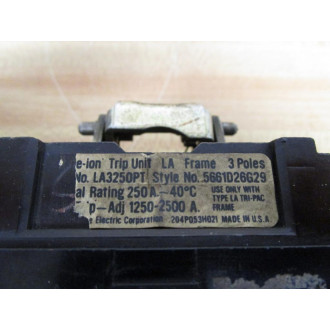 e-ion Trip Unit LA Frame 3 Poles
No. LA3250PT Style No. 5661D26G29
al Rating 250A.-40°C
p-Adj 1250-2500 A.
USE ONLY WITH
TYPE LA TRI-PAC
FRAME
e Electric Corporation 204P053H021 MADE IN U.S.A.